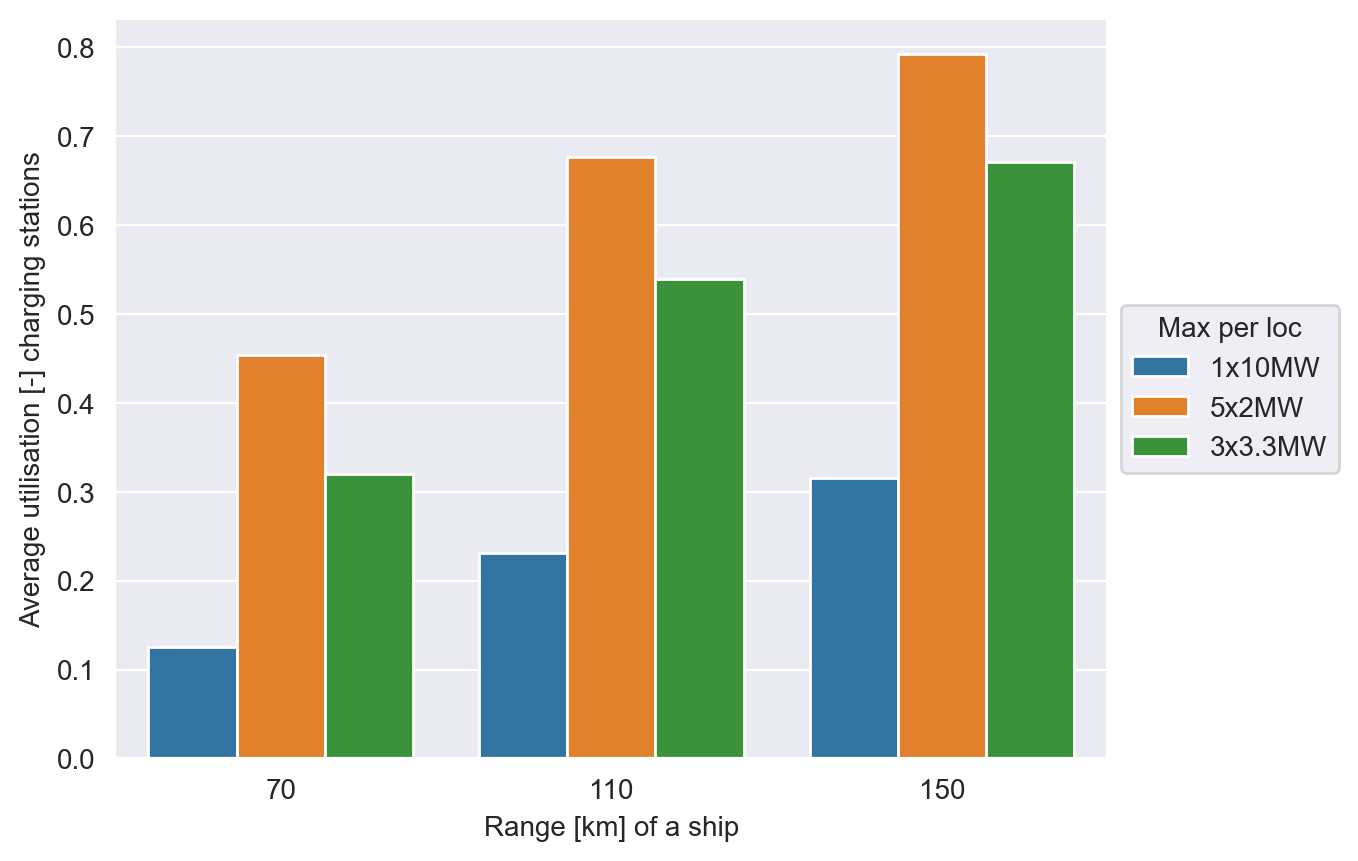 0.8
0.7
0.6
0.5
0.4
0.3
0.2
0.1
0.0
Average utilisation [-] charging stations
70 110 150
Range [km] of a ship
Max per loc
1x10MW
5x2MW
3x3.3MW